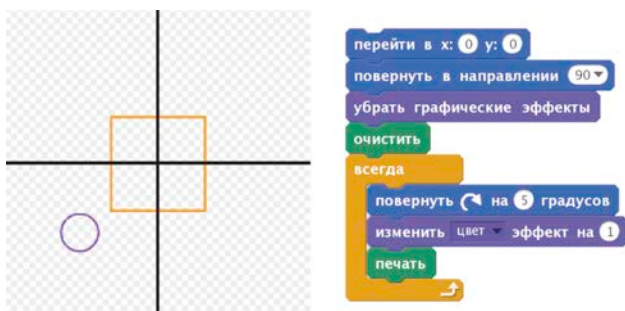 перейти в x: 0 y: 0
повернуть в направлении 90
убрать графические эффекты
очистить
всегда
повернуть на 5 градусов
изменить цвет эффект на 1
печать